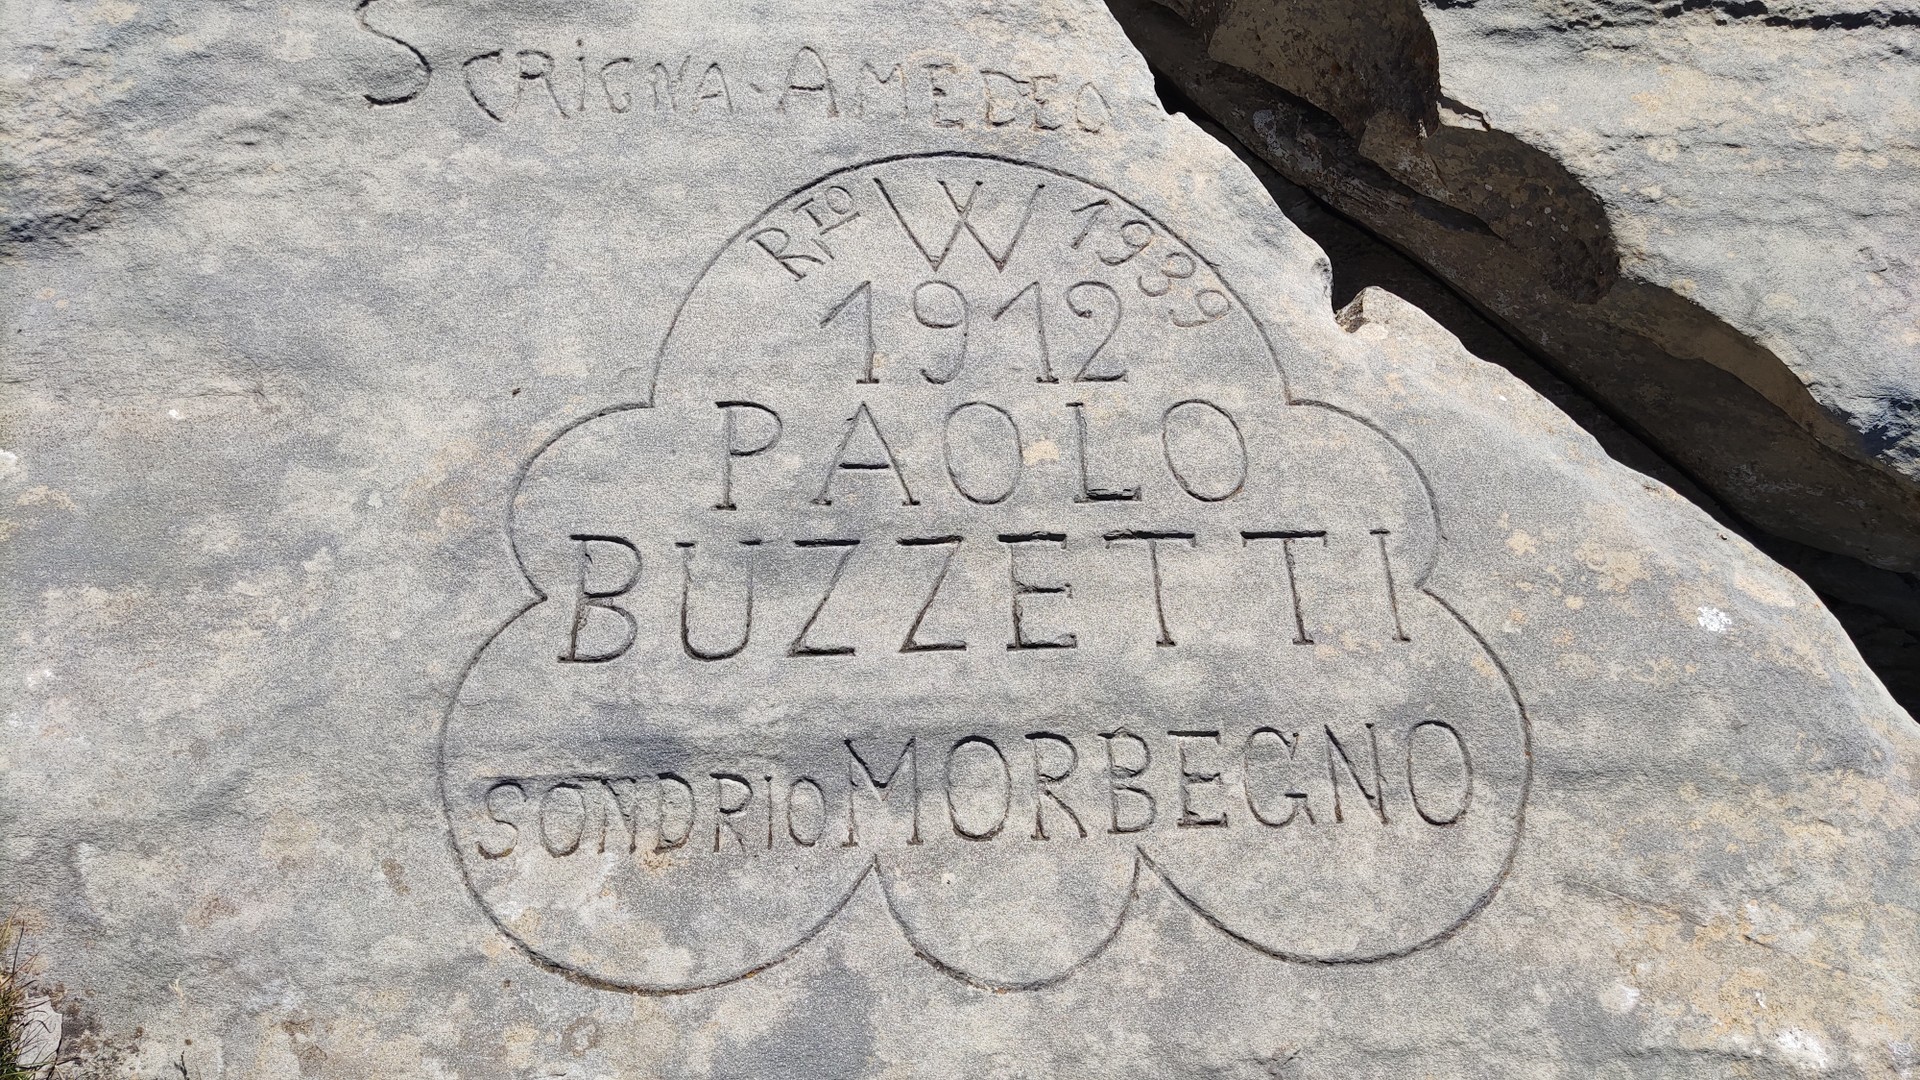 SCRIGNA · AMEDEO
RTO W 1939
1912
PAOLO
BUZZETTI
SONDRIO MORBEGNO